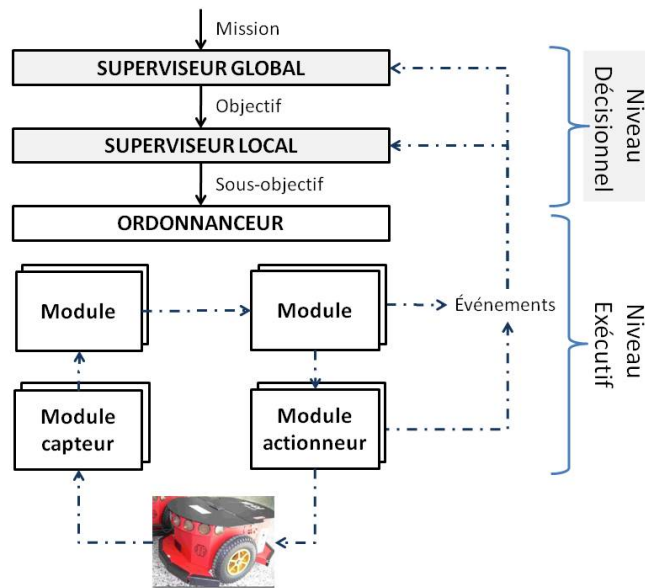 Mission
SUPERVISEUR GLOBAL
Objectif
SUPERVISEUR LOCAL
Sous-objectif
ORDONNANCEUR
Niveau
Décisionnel
Module
Module
Événements
Module
capteur
Module
actionneur
Niveau
Exécutif